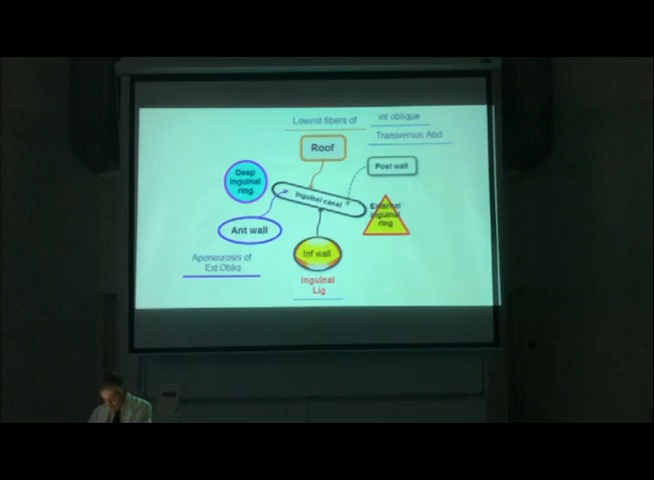 Lowest fibers of
int oblique
Transversus Abd
Roof
Post wall
Deep
inguinal
ring
Inguinal canal
External
inguinal
ring
Ant wall
Inf wall
Aponeurosis of
Ext.Obliq
Inguinal
Lig